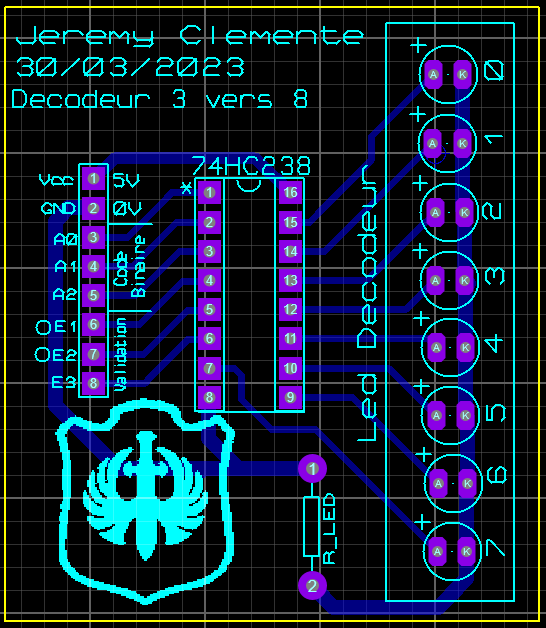 Jeremy Clemente
30/03/2023
Decodeur 3 vers 8
74HC238
Vcc 1 5V
GND 2 0V
A0 3
A1 4
A2 5
OE1 6
OE2 7
E3 8
Code
Binaire
Validation
* 1 16
2 15
3 14
4 13
5 12
6 11
7 10
8 9
Led Decodeur
+ A K 0
+ A K 1
+ A K 2
+ A K 3
+ A K 4
+ A K 5
+ A K 6
+ A K 7
1
R_LED
2